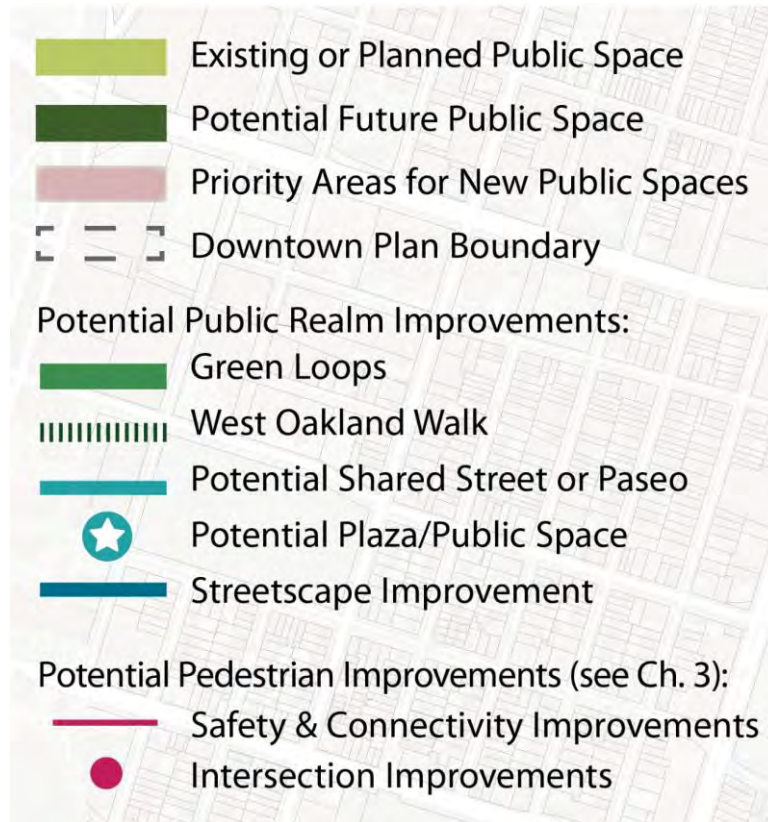 Existing or Planned Public Space
Potential Future Public Space
Priority Areas for New Public Spaces
Downtown Plan Boundary
Potential Public Realm Improvements:
Green Loops
West Oakland Walk
Potential Shared Street or Paseo
Potential Plaza/Public Space
Streetscape Improvement
Potential Pedestrian Improvements (see Ch. 3):
Safety & Connectivity Improvements
Intersection Improvements